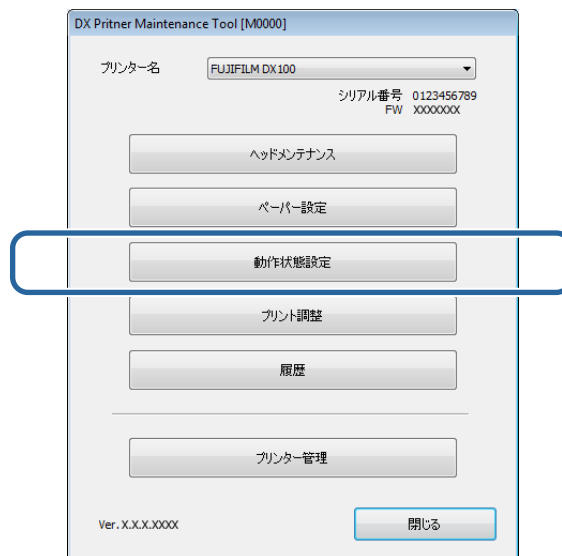 DX Pritner Maintenance Tool [M0000]
プリンター名 FUJIFILM DX100
シリアル番号 0123456789
FW XXXXXXX
ヘッドメンテナンス
ペーパー設定
動作状態設定
プリント調整
履歴
プリンター管理
Ver. X.X.X.XXXX 閉じる